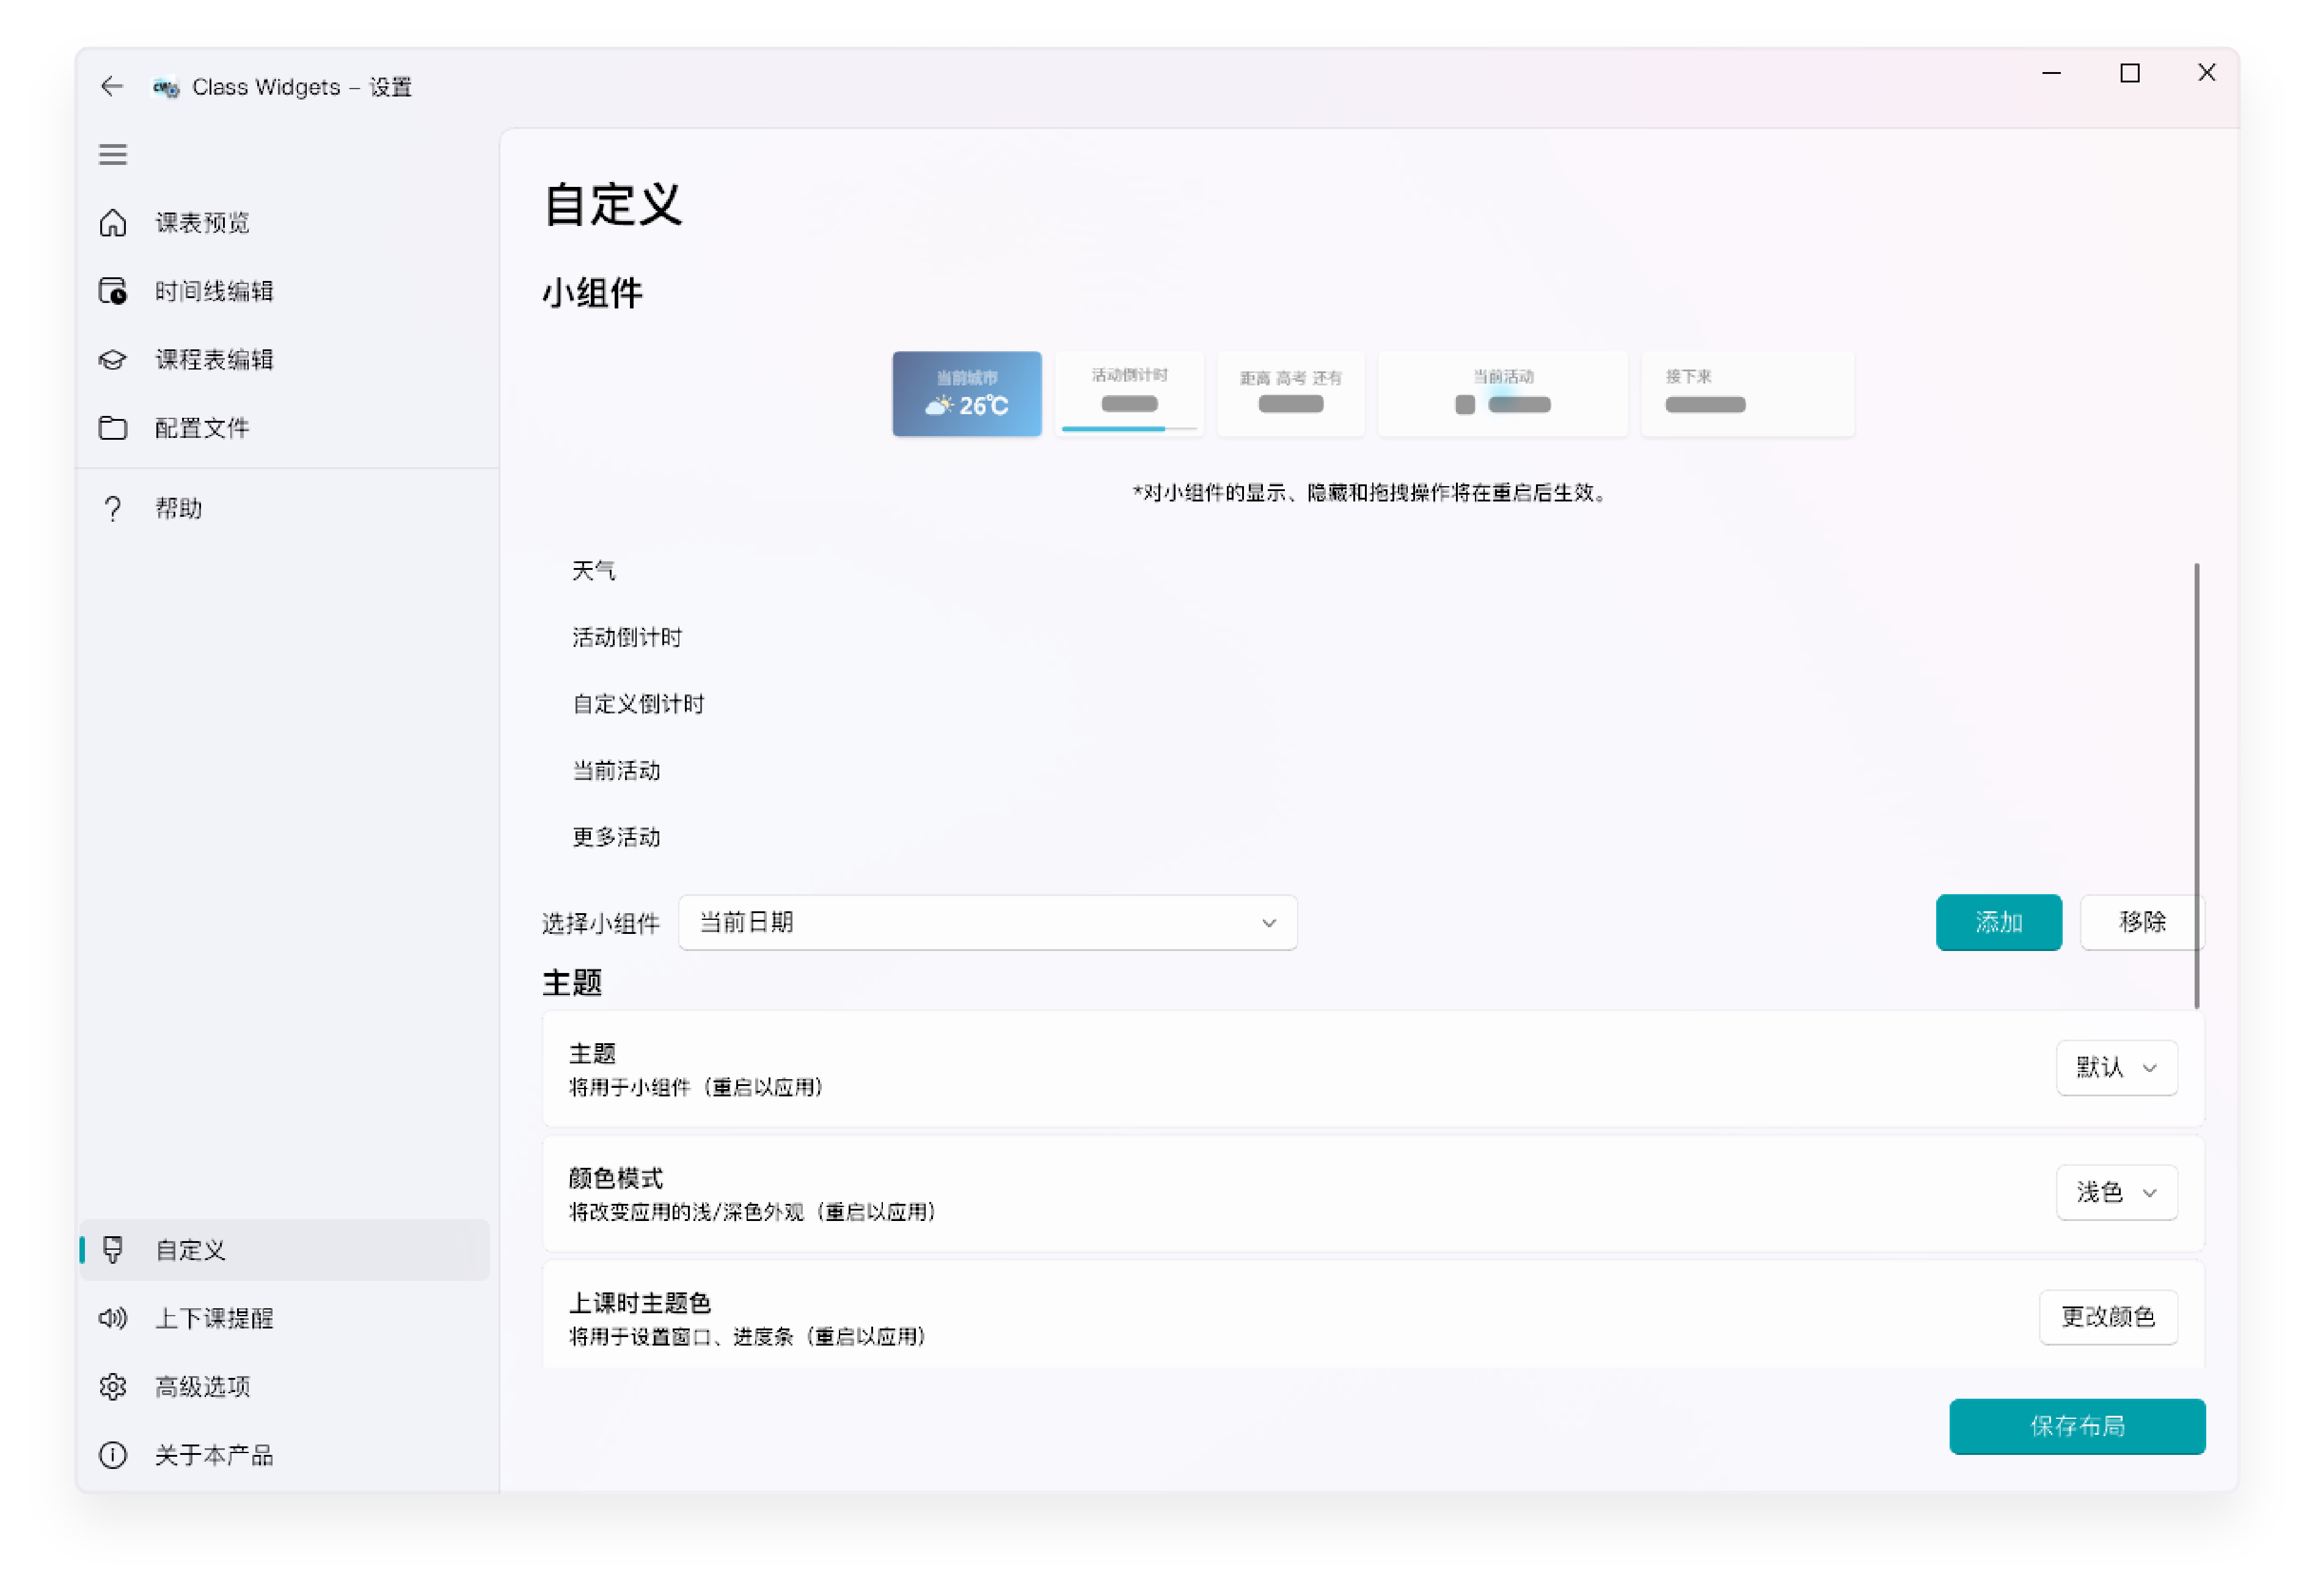 Class Widgets – 设置
课表预览
时间线编辑
课程表编辑
配置文件
帮助
自定义
上下课提醒
高级选项
关于本产品
自定义
小组件
当前城市
26℃
活动倒计时
距离 高考 还有
当前活动
接下来
*对小组件的显示、隐藏和拖拽操作将在重启后生效。
天气
活动倒计时
自定义倒计时
当前活动
更多活动
选择小组件 当前日期 添加 移除
主题
主题
将用于小组件（重启以应用）
默认
颜色模式
将改变应用的浅/深色外观（重启以应用）
浅色
上课时主题色
将用于设置窗口、进度条（重启以应用）
更改颜色
保存布局